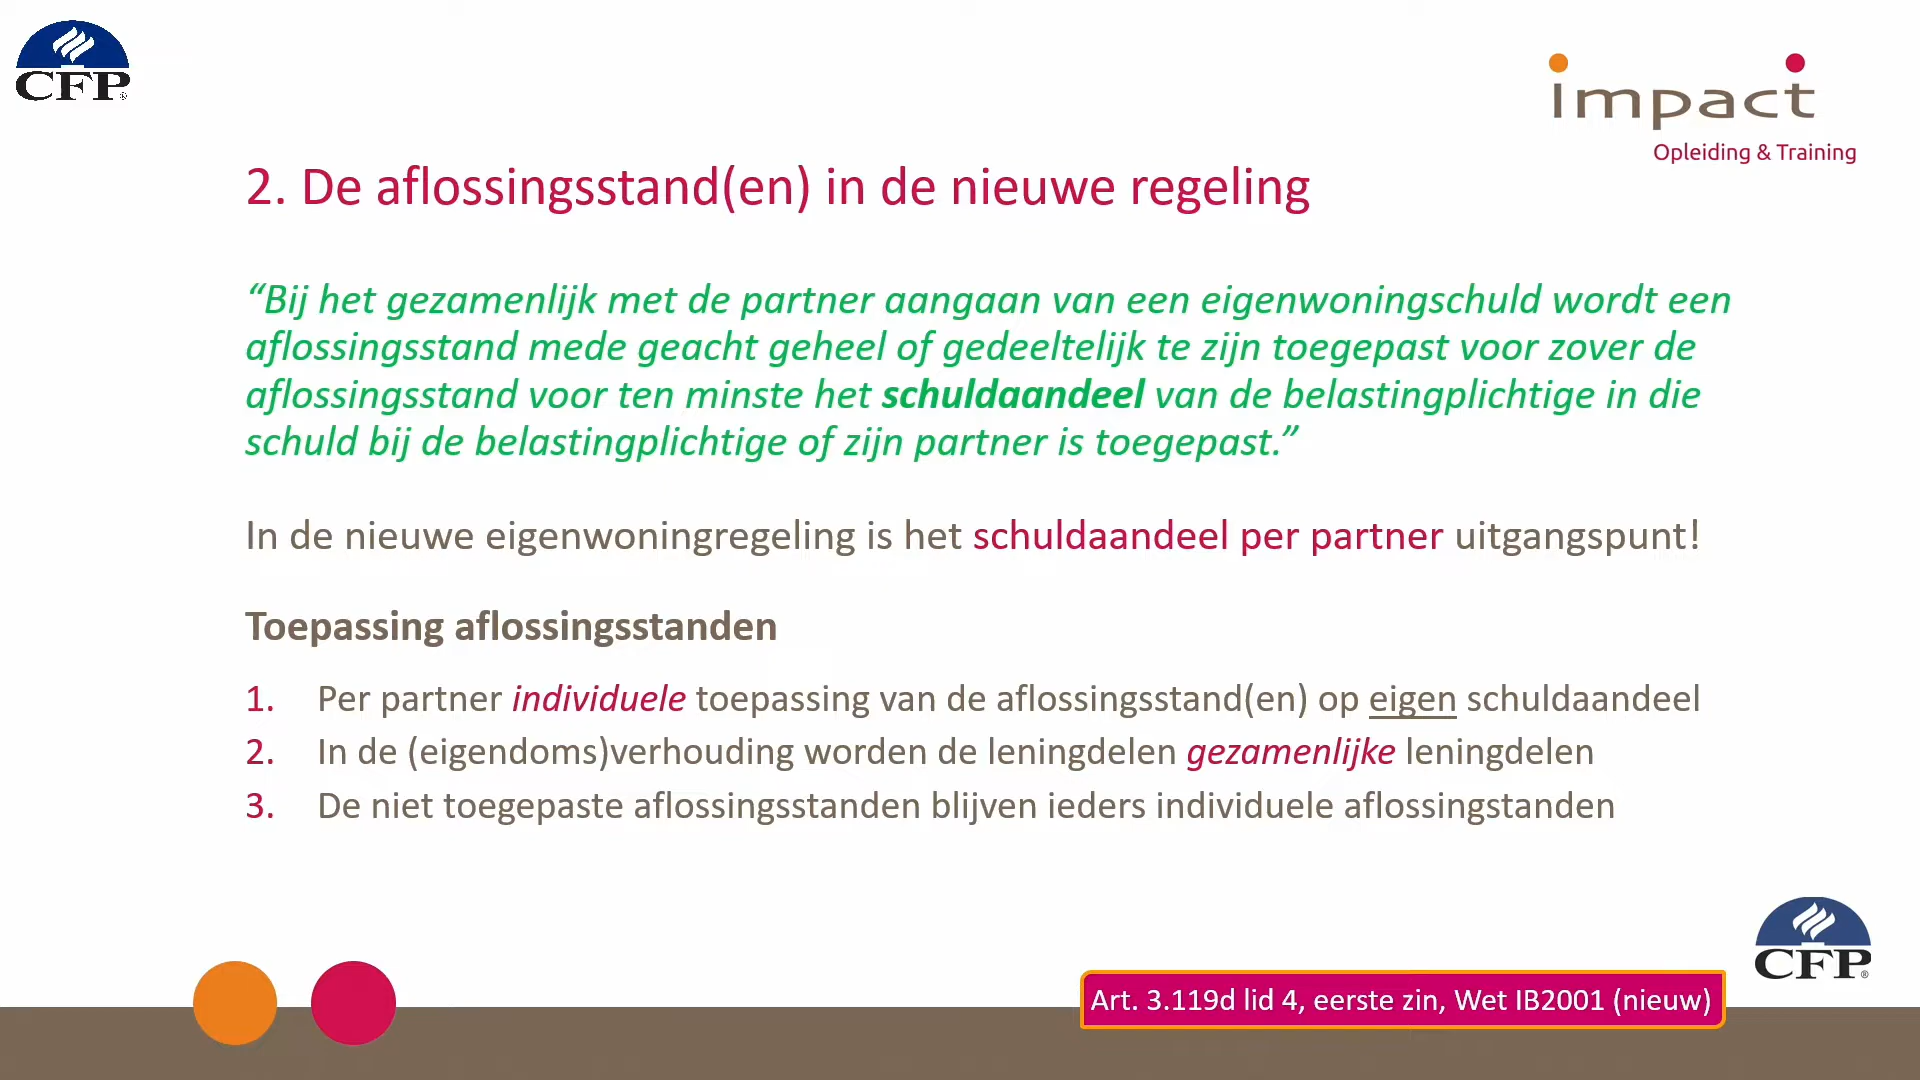 CFP®
impact
Opleiding & Training
2. De aflossingsstand(en) in de nieuwe regeling
“Bij het gezamenlijk met de partner aangaan van een eigenwoningschuld wordt een
aflossingsstand mede geacht geheel of gedeeltelijk te zijn toegepast voor zover de
aflossingsstand voor ten minste het schuldaandeel van de belastingplichtige in die
schuld bij de belastingplichtige of zijn partner is toegepast.”
In de nieuwe eigenwoningregeling is het schuldaandeel per partner uitgangspunt!
Toepassing aflossingsstanden
1. Per partner individuele toepassing van de aflossingsstand(en) op eigen schuldaandeel
2. In de (eigendoms)verhouding worden de leningdelen gezamenlijke leningdelen
3. De niet toegepaste aflossingsstanden blijven ieders individuele aflossingstanden
CFP®
Art. 3.119d lid 4, eerste zin, Wet IB2001 (nieuw)